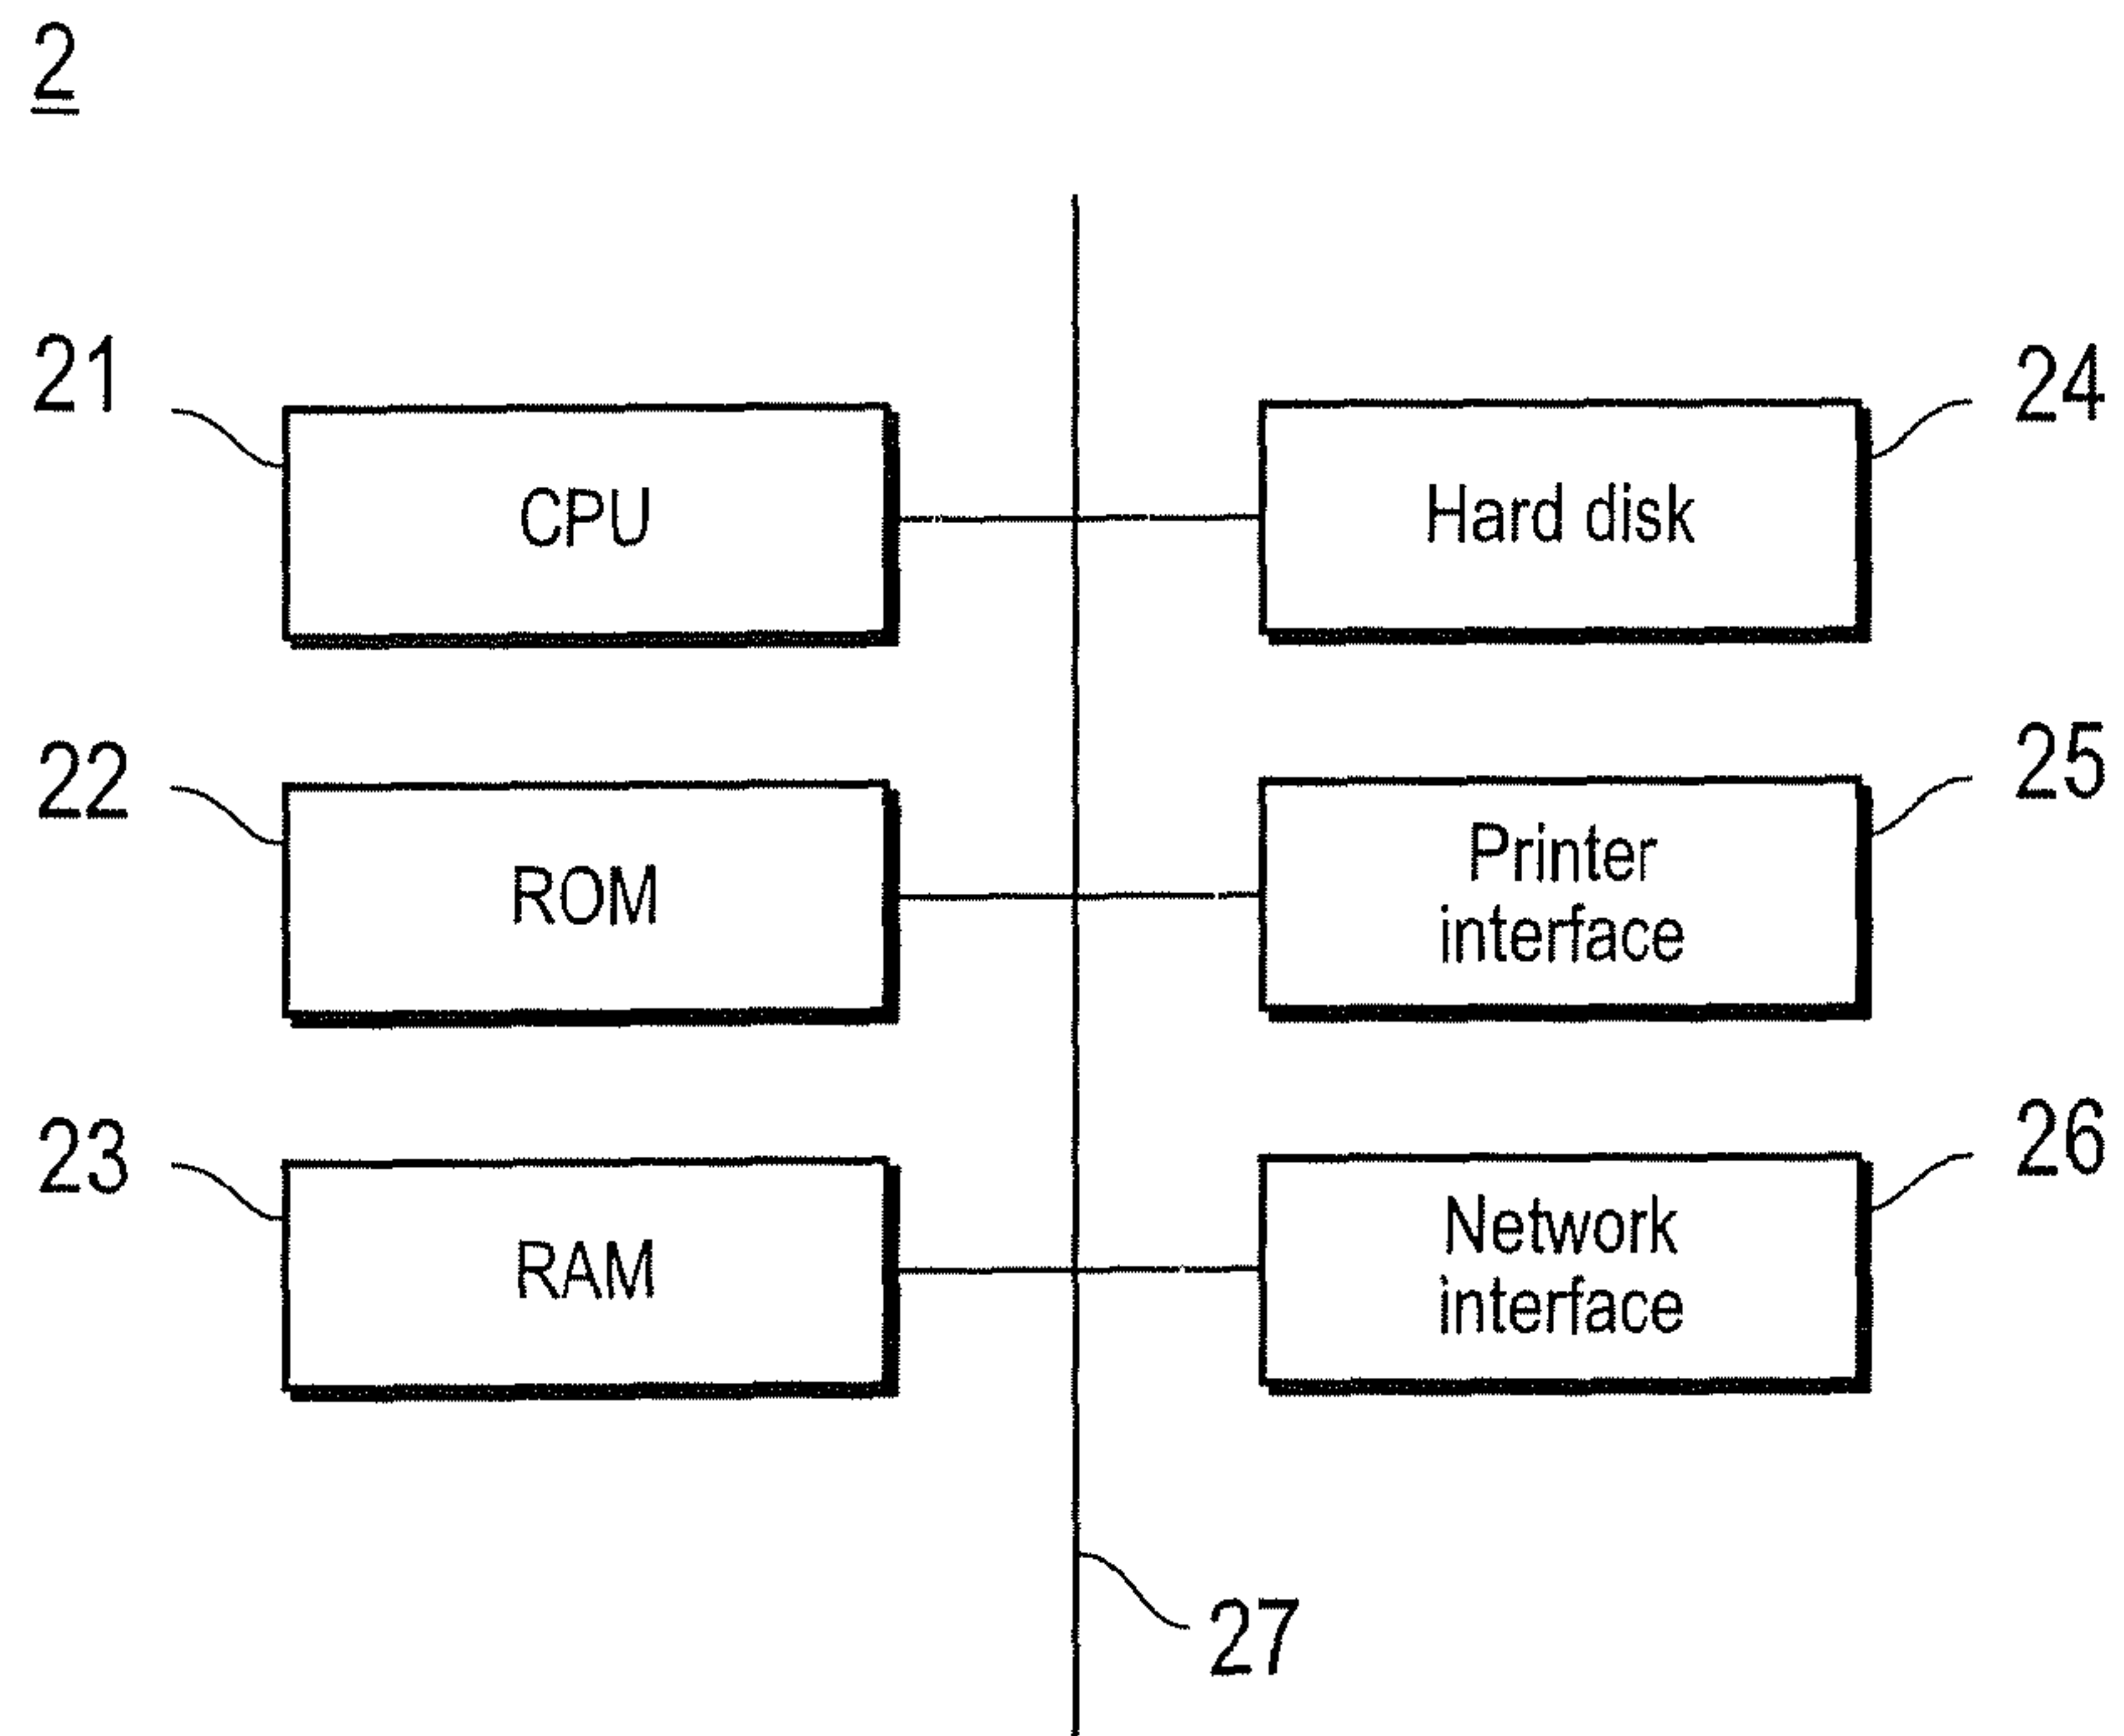 2
21
CPU
24
Hard disk
22
ROM
25
Printer
interface
23
RAM
26
Network
interface
27